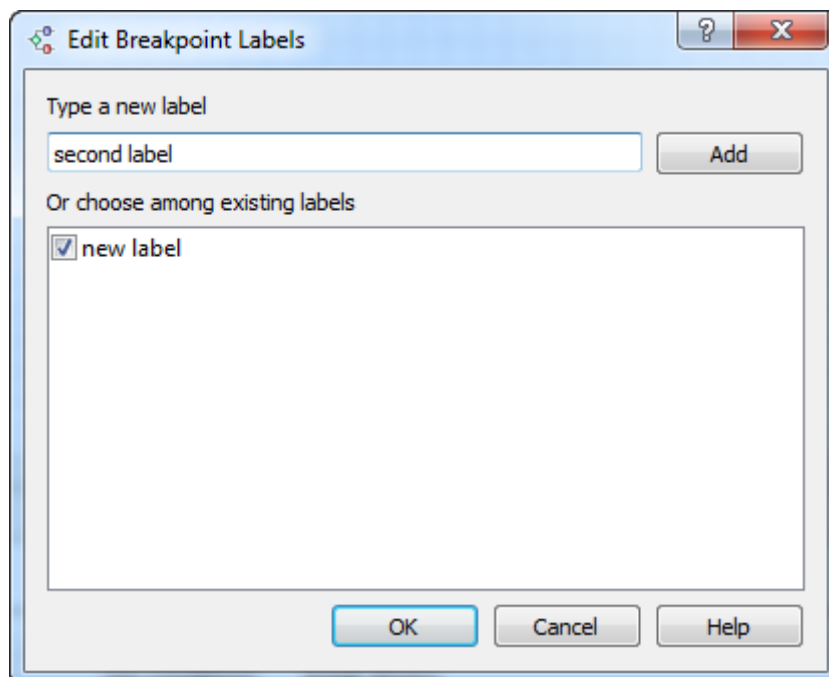 Edit Breakpoint Labels
Type a new label
second label
Add
Or choose among existing labels
new label
OK
Cancel
Help